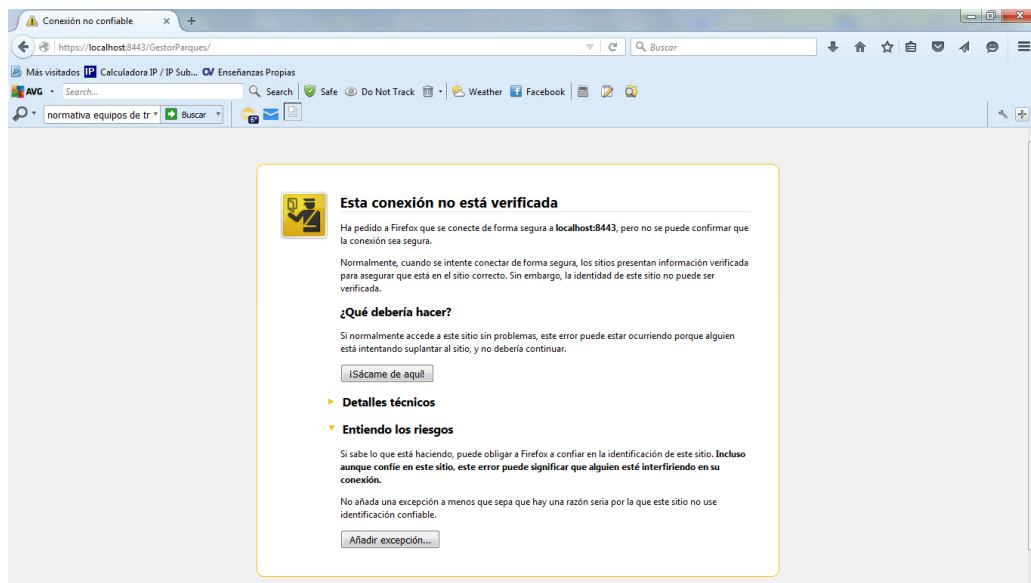 Conexión no confiable
https://localhost:8443/GestorParques/
Buscar
Más visitados IP Calculadora IP / IP Sub... CV Enseñanzas Propias
AVG Search... Search Safe Do Not Track Weather Facebook
normativa equipos de tr Buscar 6°
Esta conexión no está verificada
Ha pedido a Firefox que se conecte de forma segura a localhost:8443, pero no se puede confirmar que
la conexión sea segura.
Normalmente, cuando se intente conectar de forma segura, los sitios presentan información verificada
para asegurar que está en el sitio correcto. Sin embargo, la identidad de este sitio no puede ser
verificada.
¿Qué debería hacer?
Si normalmente accede a este sitio sin problemas, este error puede estar ocurriendo porque alguien
está intentando suplantar al sitio, y no debería continuar.
¡Sácame de aquí!
Detalles técnicos
Entiendo los riesgos
Si sabe lo que está haciendo, puede obligar a Firefox a confiar en la identificación de este sitio. Incluso
aunque confíe en este sitio, este error puede significar que alguien esté interfiriendo en su
conexión.
No añada una excepción a menos que sepa que hay una razón seria por la que este sitio no use
identificación confiable.
Añadir excepción...